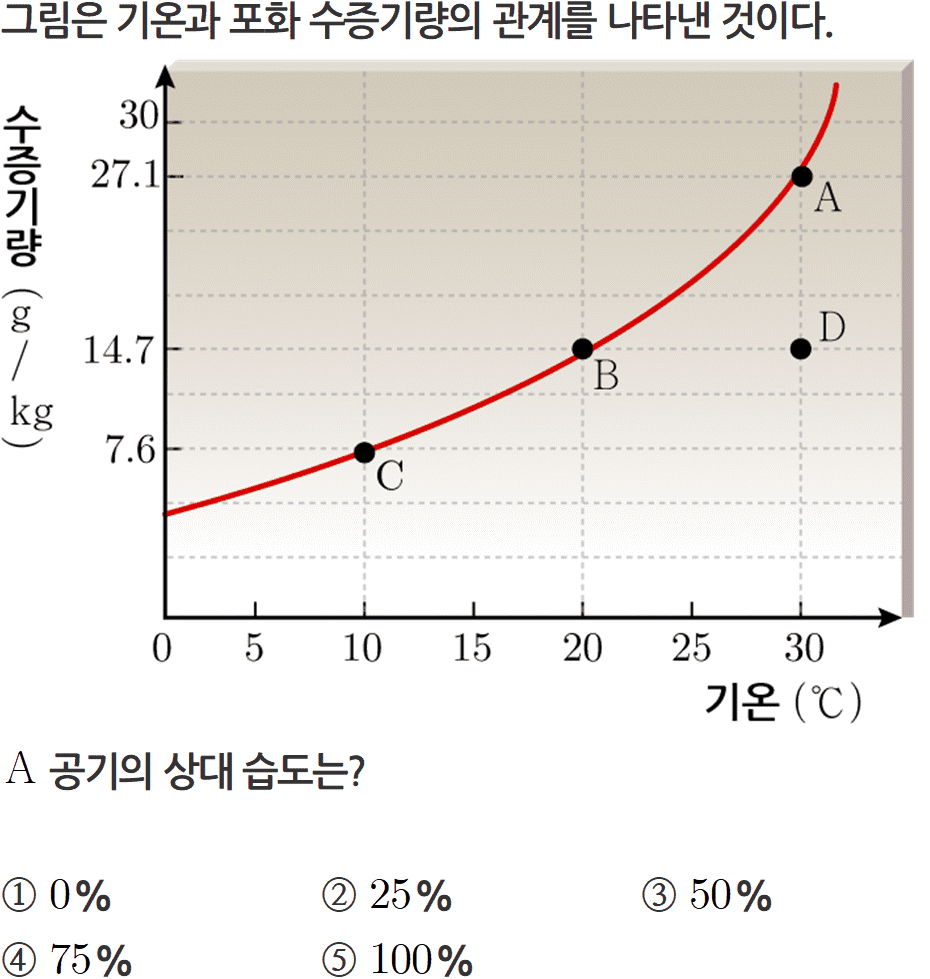 그림은 기온과 포화 수증기량의 관계를 나타낸 것이다.
수증기량 (g/kg)
30
27.1
14.7
7.6
A
D
B
C
0 5 10 15 20 25 30
기온 (℃)
A 공기의 상대 습도는?
① 0% ② 25% ③ 50%
④ 75% ⑤ 100%